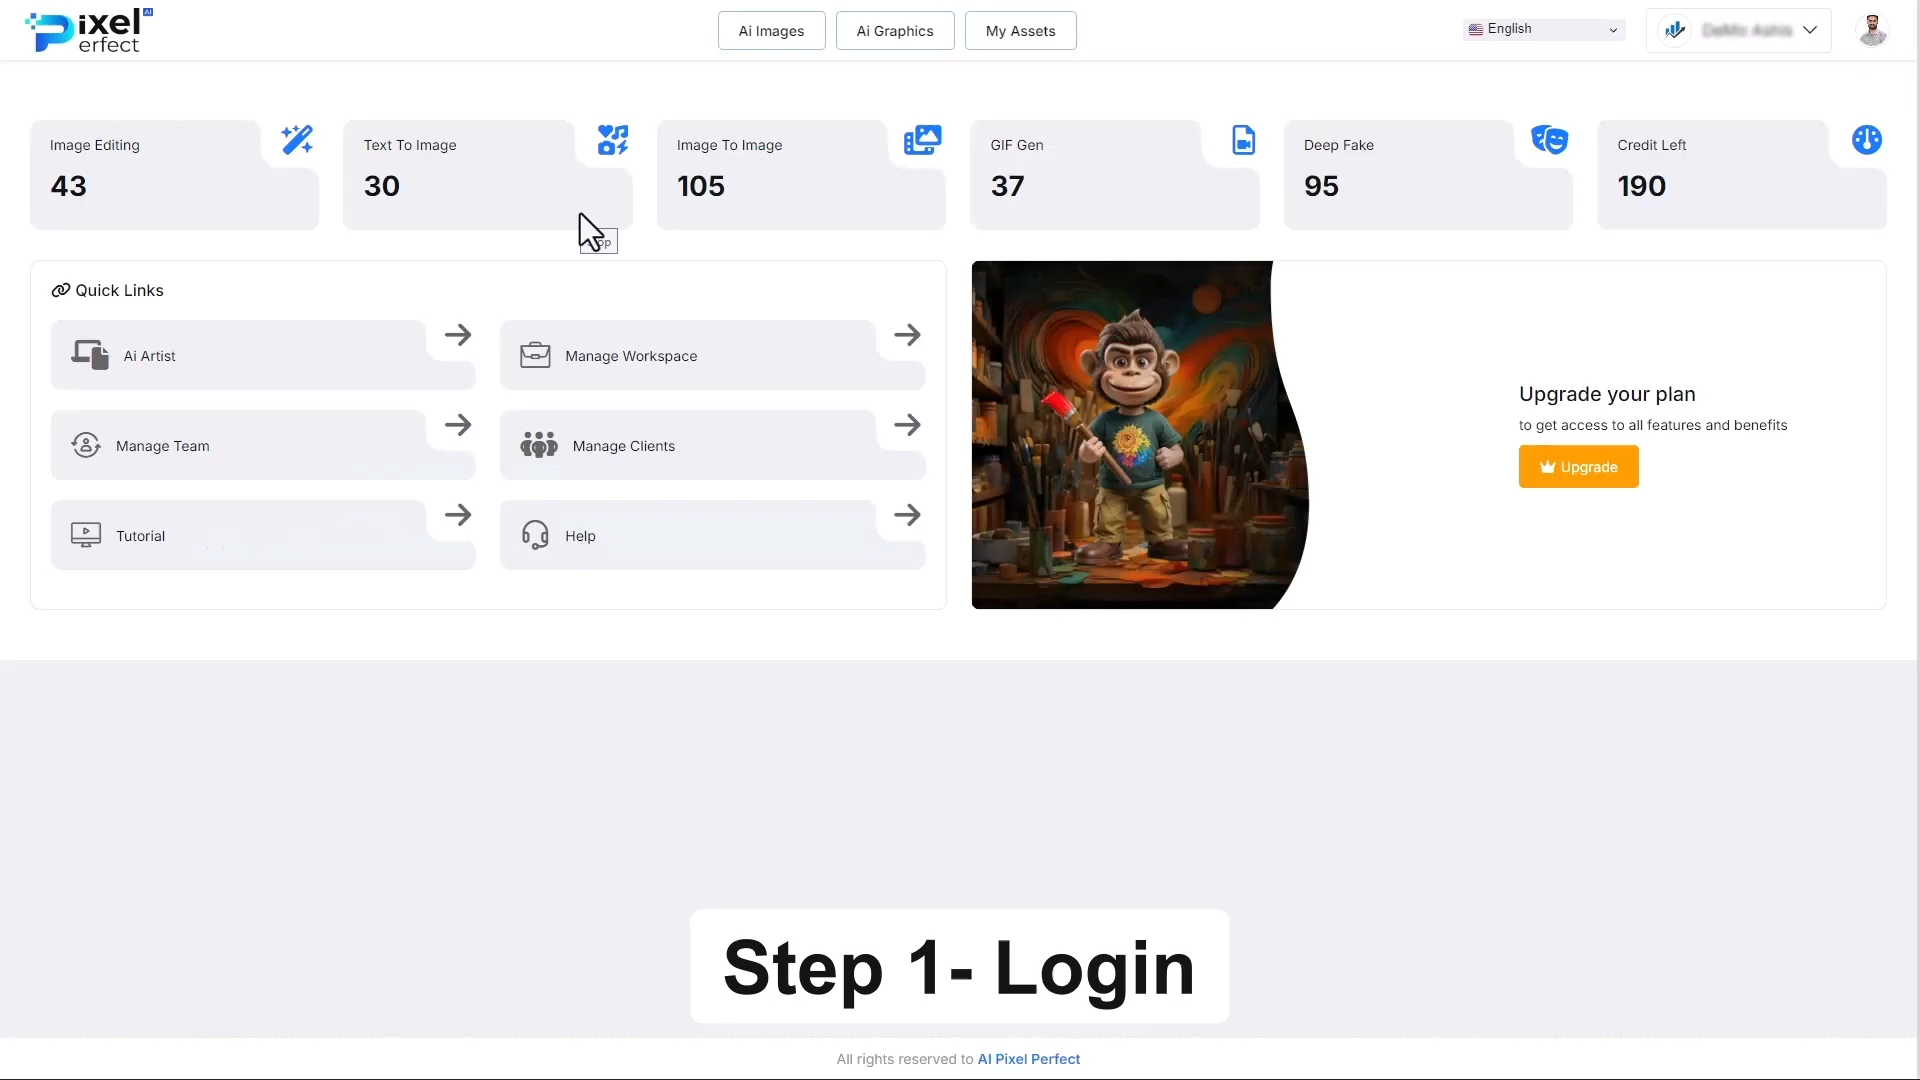 Pixel AI
erfect
Ai Images
Ai Graphics
My Assets
English
Image Editing
43
Text To Image
30
Image To Image
105
GIF Gen
37
Deep Fake
95
Credit Left
190
Quick Links
Ai Artist
Manage Workspace
Manage Team
Manage Clients
Tutorial
Help
Upgrade your plan
to get access to all features and benefits
Upgrade
Step 1- Login
All rights reserved to AI Pixel Perfect